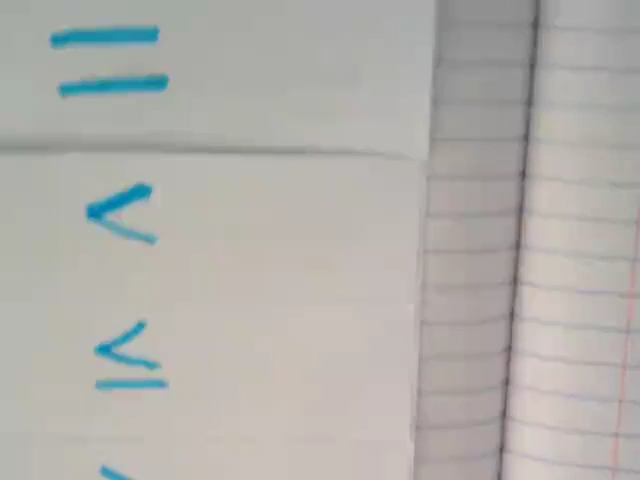 =
<
≤